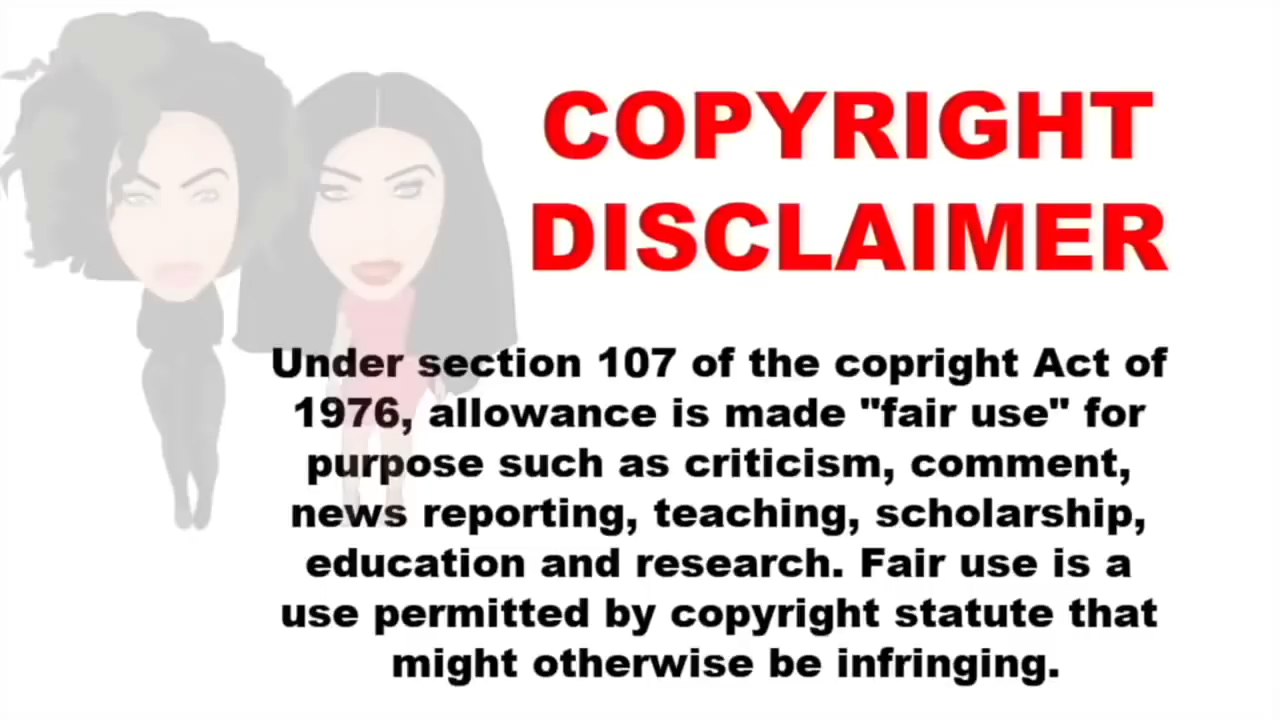 COPYRIGHT
DISCLAIMER
Under section 107 of the copright Act of
1976, allowance is made "fair use" for
purpose such as criticism, comment,
news reporting, teaching, scholarship,
education and research. Fair use is a
use permitted by copyright statute that
might otherwise be infringing.